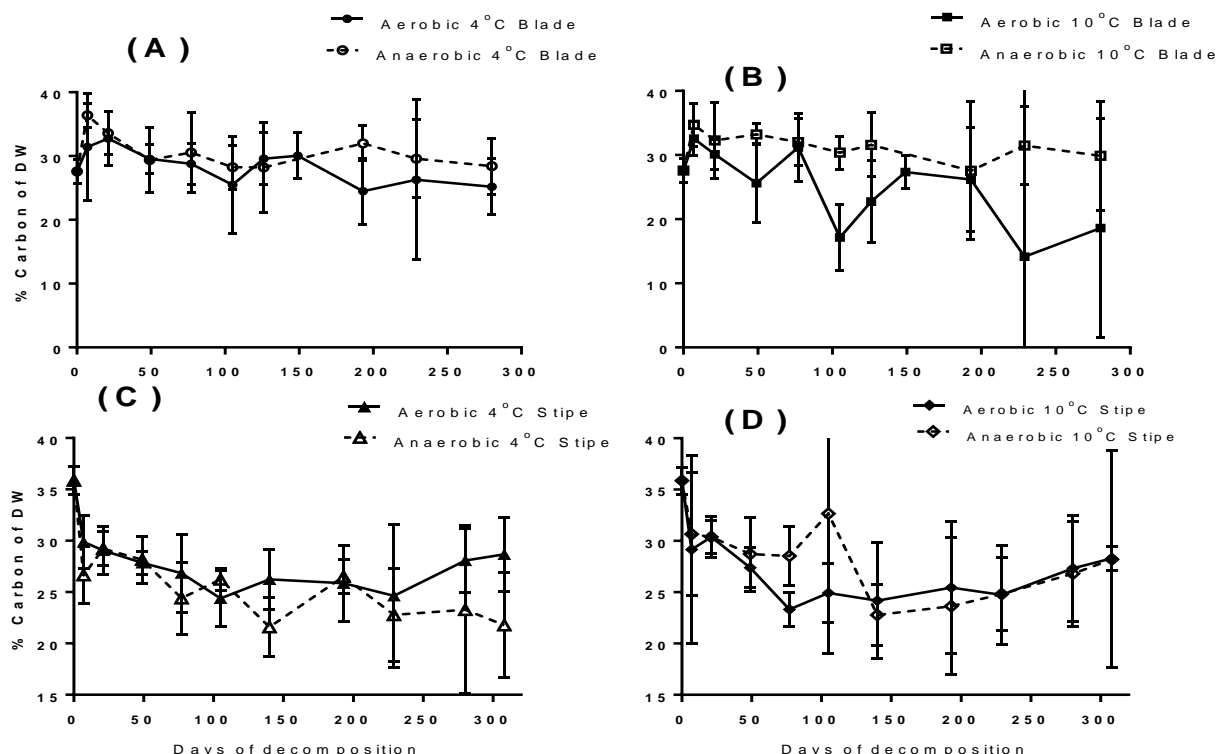 Aerobic 4°C Blade
Anaerobic 4°C Blade
(A)
Aerobic 10°C Blade
Anaerobic 10°C Blade
(B)
% Carbon of DW
40
30
20
10
0
0 50 100 150 200 250 300
40
30
20
10
0
0 50 100 150 200 250 300
(C)
Aerobic 4°C Stipe
Anaerobic 4°C Stipe
(D)
Aerobic 10°C Stipe
Anaerobic 10°C Stipe
% Carbon of DW
40
35
30
25
20
15
0 50 100 150 200 250 300
Days of decomposition
40
35
30
25
20
15
0 50 100 150 200 250 300
Days of decomposition